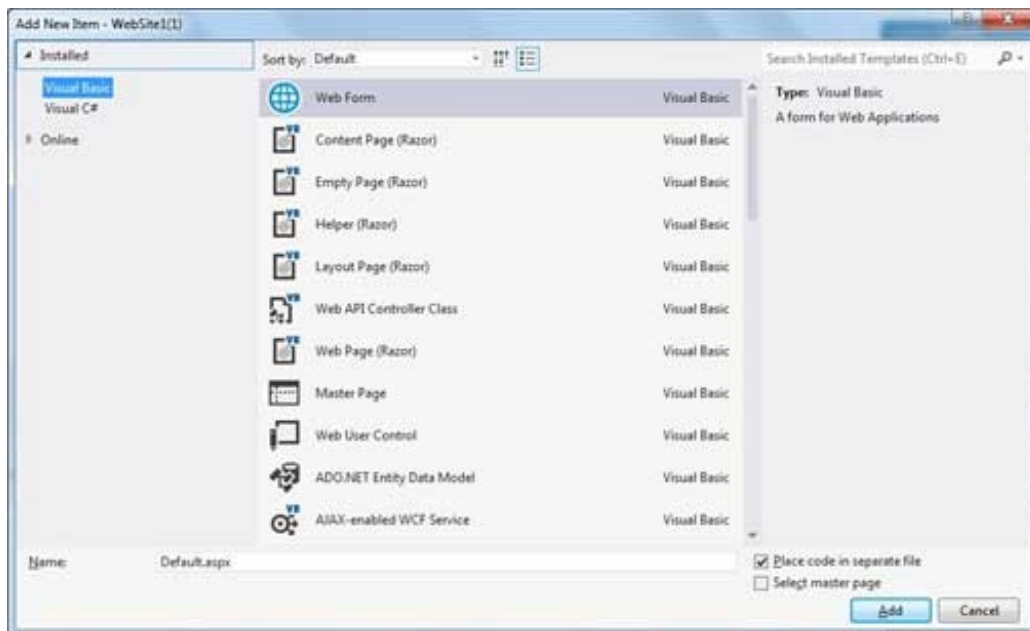 Add New Item - WebSite1(1)
Installed
Sort by: Default
Search Installed Templates (Ctrl+E)
Visual Basic
Visual C#
Online
Web Form Visual Basic
Content Page (Razor) Visual Basic
Empty Page (Razor) Visual Basic
Helper (Razor) Visual Basic
Layout Page (Razor) Visual Basic
Web API Controller Class Visual Basic
Web Page (Razor) Visual Basic
Master Page Visual Basic
Web User Control Visual Basic
ADO.NET Entity Data Model Visual Basic
AJAX-enabled WCF Service Visual Basic
Type: Visual Basic
A form for Web Applications
Name: Default.aspx
Place code in separate file
Select master page
Add Cancel